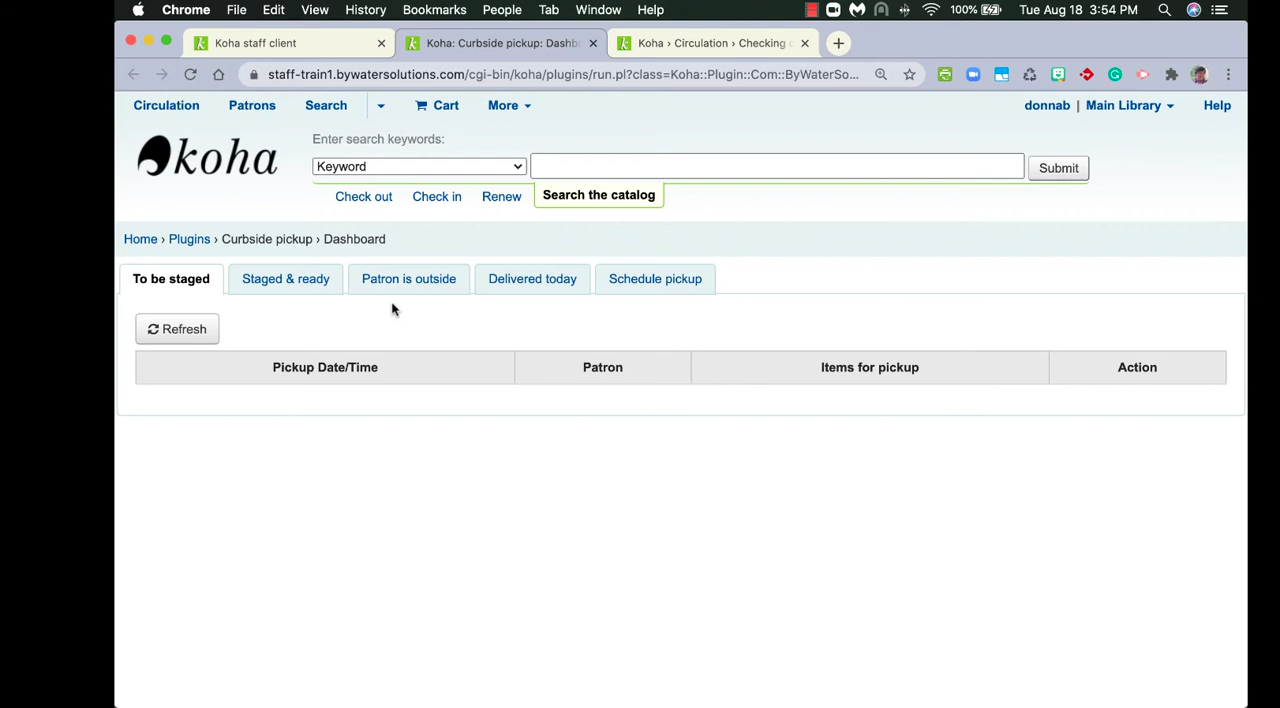 Chrome File Edit View History Bookmarks People Tab Window Help 100% Tue Aug 18 3:54 PM
Koha staff client
Koha: Curbside pickup: Dashb
Koha › Circulation › Checking
staff-train1.bywatersolutions.com/cgi-bin/koha/plugins/run.pl?class=Koha::Plugin::Com::ByWaterSo...
Circulation Patrons Search Cart More donnab | Main Library Help
koha
Enter search keywords:
Keyword Submit
Check out Check in Renew Search the catalog
Home › Plugins › Curbside pickup › Dashboard
To be staged Staged & ready Patron is outside Delivered today Schedule pickup
Refresh
Pickup Date/Time Patron Items for pickup Action